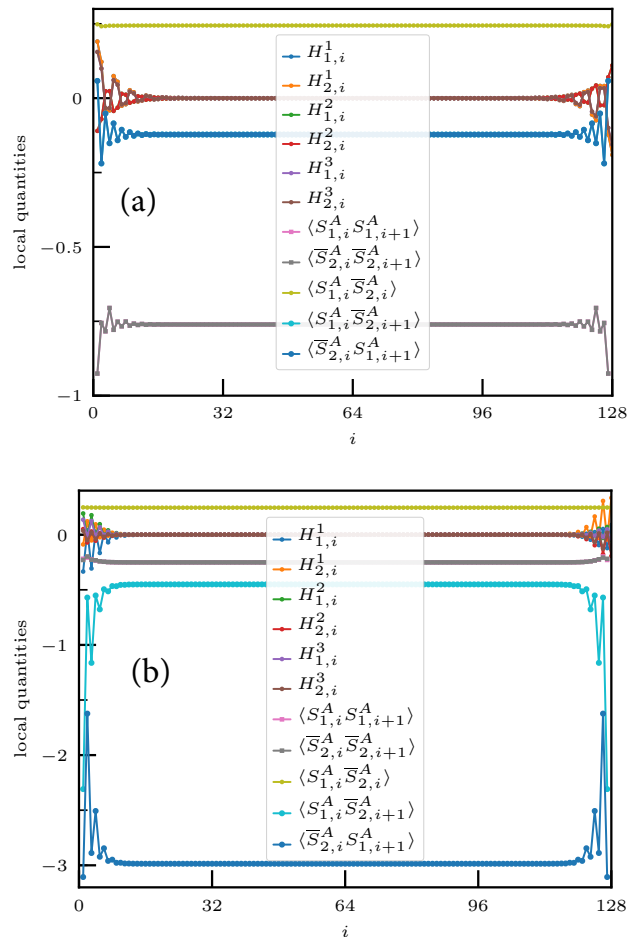 0
−0.5
−1
local quantities
(a)
H^1_{1,i}
H^1_{2,i}
H^2_{1,i}
H^2_{2,i}
H^3_{1,i}
H^3_{2,i}
⟨S^A_{1,i} S^A_{1,i+1}⟩
⟨S̅^A_{2,i} S̅^A_{2,i+1}⟩
⟨S^A_{1,i} S̅^A_{2,i}⟩
⟨S^A_{1,i} S̅^A_{2,i+1}⟩
⟨S̅^A_{2,i} S^A_{1,i+1}⟩
0 32 64 96 128
i
0
−1
−2
−3
local quantities
(b)
H^1_{1,i}
H^1_{2,i}
H^2_{1,i}
H^2_{2,i}
H^3_{1,i}
H^3_{2,i}
⟨S^A_{1,i} S^A_{1,i+1}⟩
⟨S̅^A_{2,i} S̅^A_{2,i+1}⟩
⟨S^A_{1,i} S̅^A_{2,i}⟩
⟨S^A_{1,i} S̅^A_{2,i+1}⟩
⟨S̅^A_{2,i} S^A_{1,i+1}⟩
0 32 64 96 128
i